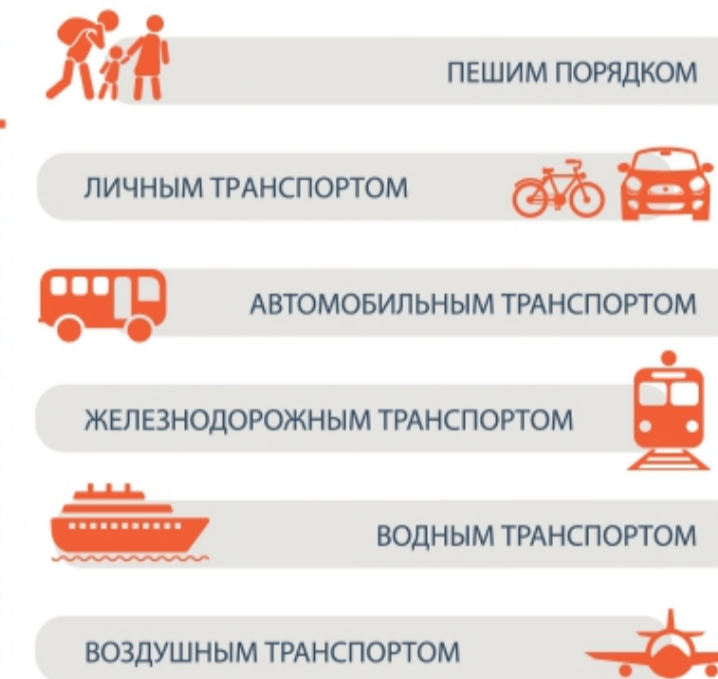 ПЕШИМ ПОРЯДКОМ
ЛИЧНЫМ ТРАНСПОРТОМ
АВТОМОБИЛЬНЫМ ТРАНСПОРТОМ
ЖЕЛЕЗНОДОРОЖНЫМ ТРАНСПОРТОМ
ВОДНЫМ ТРАНСПОРТОМ
ВОЗДУШНЫМ ТРАНСПОРТОМ